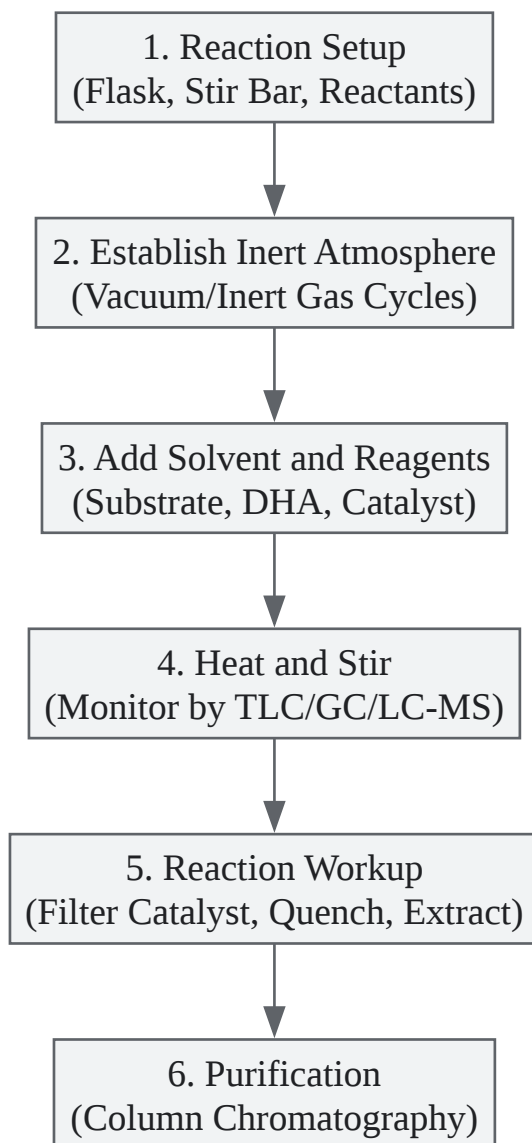 1. Reaction Setup
(Flask, Stir Bar, Reactants)
2. Establish Inert Atmosphere
(Vacuum/Inert Gas Cycles)
3. Add Solvent and Reagents
(Substrate, DHA, Catalyst)
4. Heat and Stir
(Monitor by TLC/GC/LC-MS)
5. Reaction Workup
(Filter Catalyst, Quench, Extract)
6. Purification
(Column Chromatography)